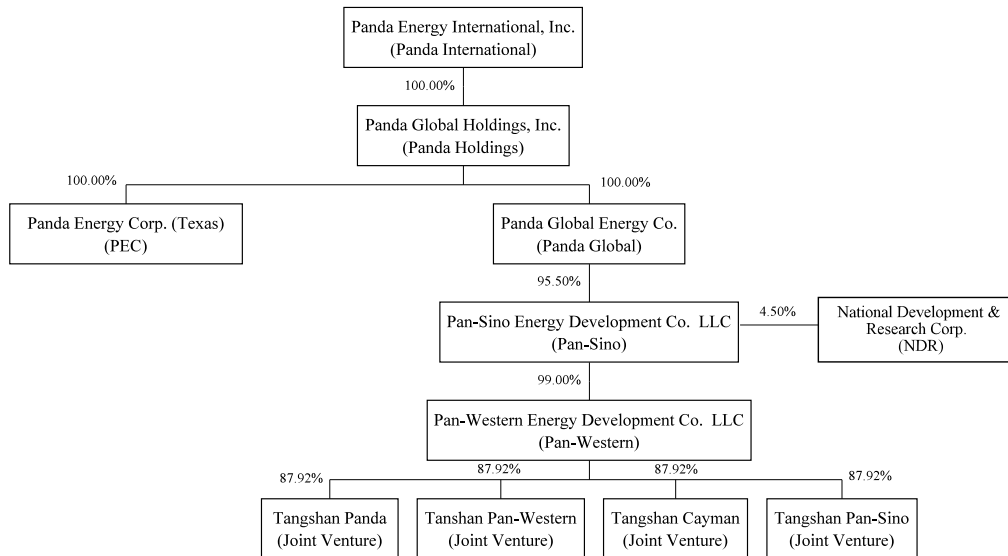 Panda Energy International, Inc.
(Panda International)
100.00%
Panda Global Holdings, Inc.
(Panda Holdings)
100.00%
100.00%
Panda Energy Corp. (Texas)
(PEC)
Panda Global Energy Co.
(Panda Global)
95.50%
Pan-Sino Energy Development Co. LLC
(Pan-Sino)
4.50%
National Development &
Research Corp.
(NDR)
99.00%
Pan-Western Energy Development Co. LLC
(Pan-Western)
87.92%
87.92%
87.92%
87.92%
Tangshan Panda
(Joint Venture)
Tanshan Pan-Western
(Joint Venture)
Tangshan Cayman
(Joint Venture)
Tangshan Pan-Sino
(Joint Venture)